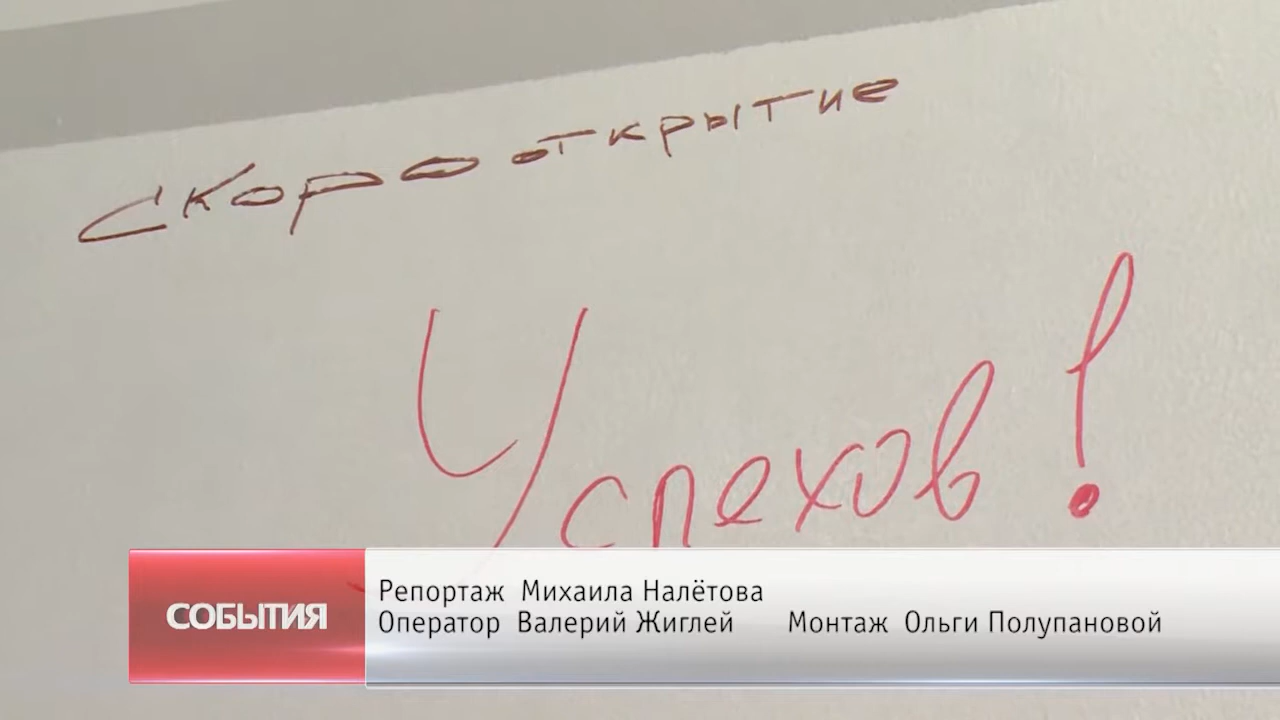 скоро открытие
Успехов!
СОБЫТИЯ
Репортаж Михаила Налётова
Оператор Валерий Жиглей Монтаж Ольги Полупановой